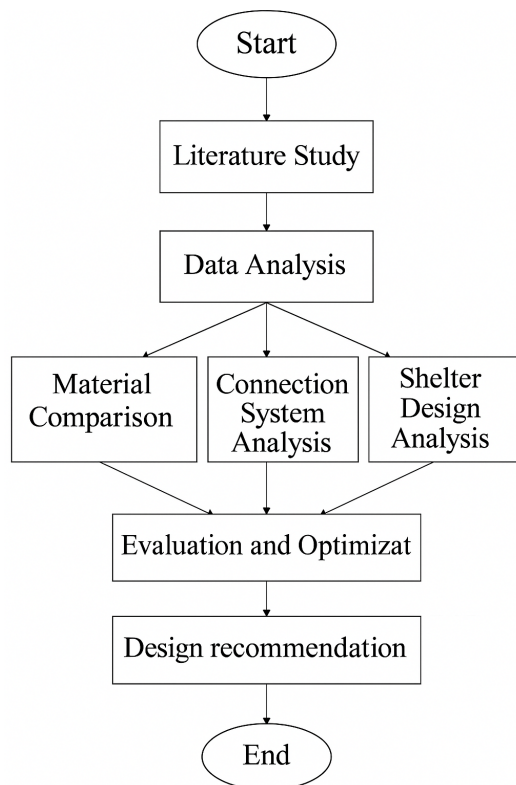 Start
Literature Study
Data Analysis
Material
Comparison
Connection
System
Analysis
Shelter
Design
Analysis
Evaluation and Optimizat
Design recommendation
End